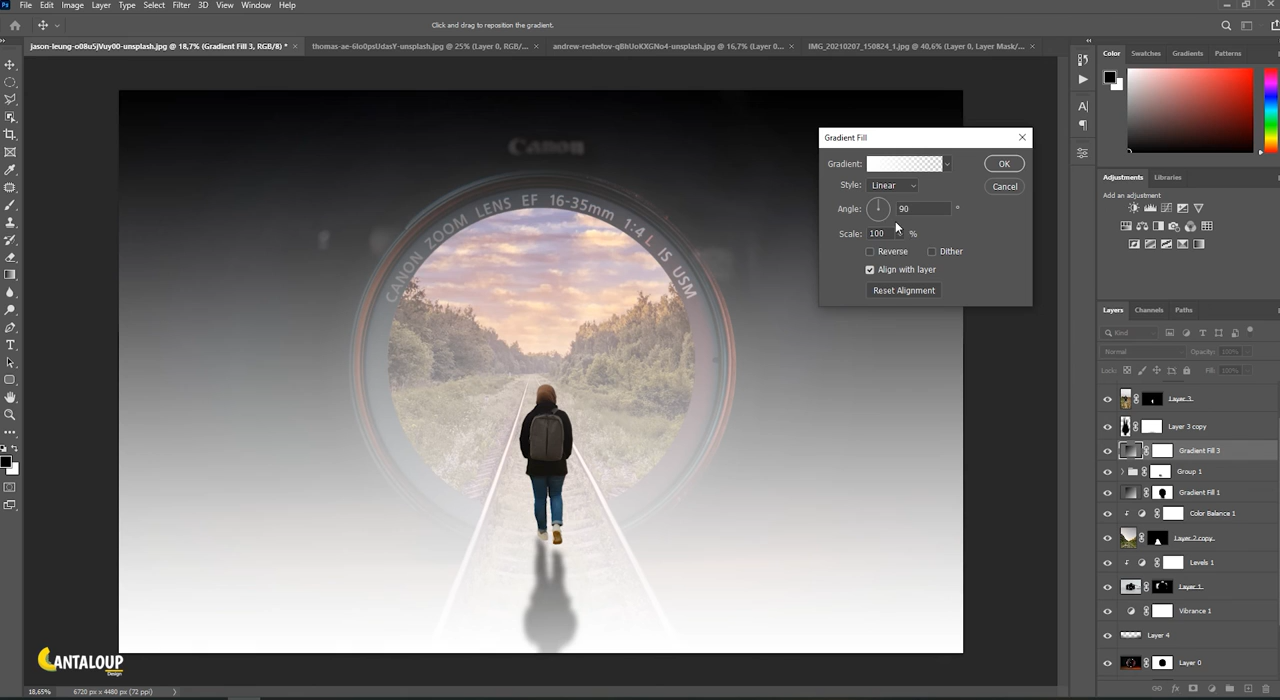 Ps File Edit Image Layer Type Select Filter 3D View Window Help
Click and drag to reposition the gradient.
jason-leung-o08u5jVuy00-unsplash.jpg @ 18,7% (Gradient Fill 3, RGB/8) * ×
thomas-ae-6lo0psUdasY-unsplash.jpg @ 25% (Layer 0, RGB/... ×
andrew-reshetov-qBhUoKXGNo4-unsplash.jpg @ 16,7% (Layer 0... ×
IMG_20210207_150824_1.jpg @ 40,6% (Layer 0, Layer Mask/... ×
Color Swatches Gradients Patterns
Canon
CANON ZOOM LENS EF 16-35mm 1:4 L IS USM
Gradient Fill
Gradient:
OK
Style: Linear
Cancel
Angle: 90 °
Scale: 100 %
Reverse Dither
Align with layer
Reset Alignment
Adjustments Libraries
Add an adjustment
Layers Channels Paths
Kind
Normal Opacity: 100%
Lock: Fill: 100%
Layer 3
Layer 3 copy
Gradient Fill 3
Group 1
Gradient Fill 1
Color Balance 1
Layer 2 copy
Levels 1
Layer 1
Vibrance 1
Layer 4
Layer 0
CANTALOUP
Design
18,65% 6720 px x 4480 px (72 ppi)